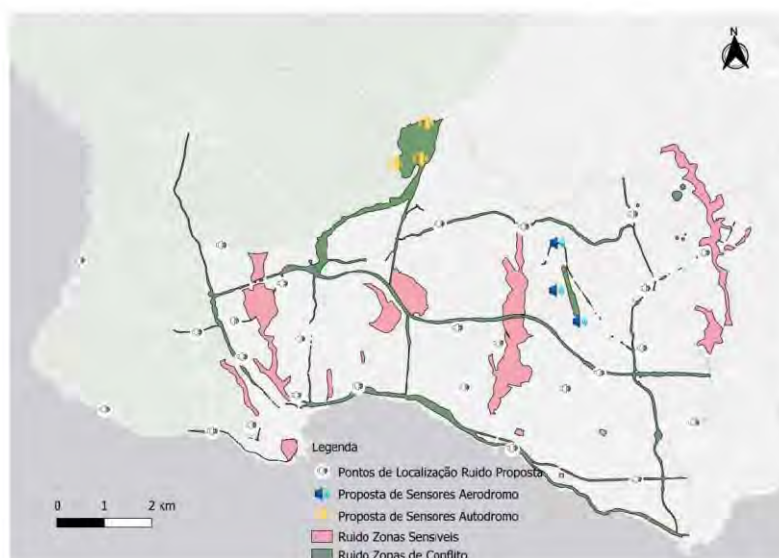 N
Legenda
Pontos de Localização Ruido Proposta
Proposta de Sensores Aerodromo
Proposta de Sensores Autodromo
Ruido Zonas Sensiveis
Ruido Zonas de Conflito
0 1 2 km